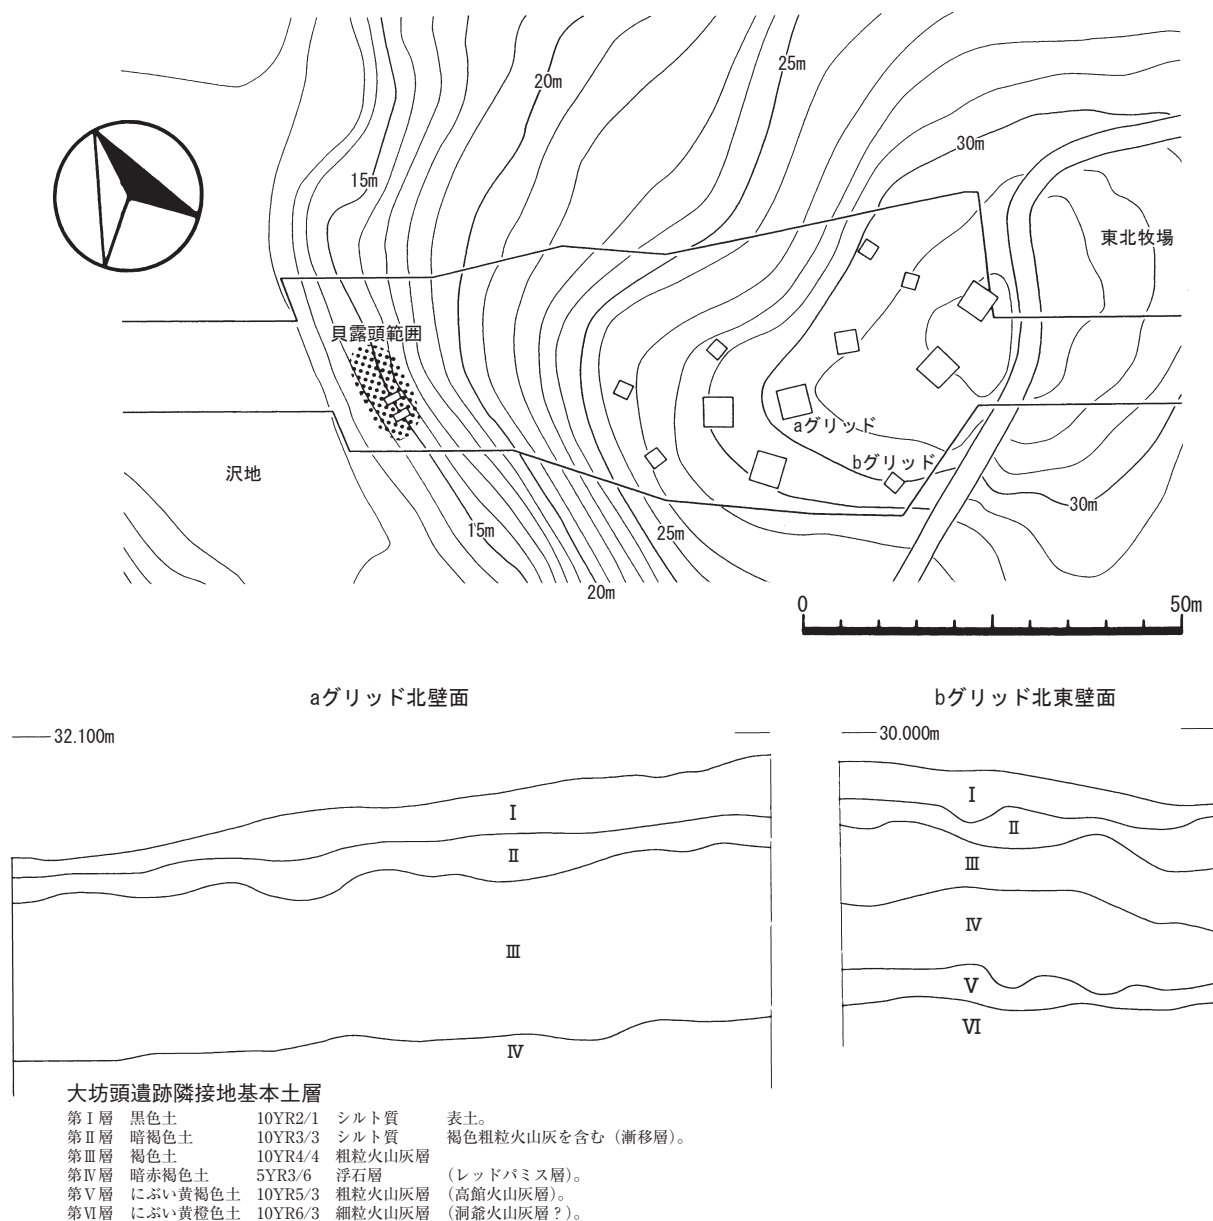 25m
20m
30m
15m
東北牧場
貝露頭範囲
aグリッド
bグリッド
沢地
30m
15m
25m
20m
0 50m
aグリッド北壁面 bグリッド北東壁面
32.100m 30.000m
Ⅰ
Ⅱ
Ⅲ
Ⅳ
Ⅰ
Ⅱ
Ⅲ
Ⅳ
Ⅴ
Ⅵ
大坊頭遺跡隣接地基本土層
第Ⅰ層 黒色土 10YR2/1 シルト質 表土。
第Ⅱ層 暗褐色土 10YR3/3 シルト質 褐色粗粒火山灰を含む（漸移層）。
第Ⅲ層 褐色土 10YR4/4 粗粒火山灰層
第Ⅳ層 暗赤褐色土 5YR3/6 浮石層 （レッドパミス層）。
第Ⅴ層 にぶい黄褐色土 10YR5/3 粗粒火山灰層 （高館火山灰層）。
第Ⅵ層 にぶい黄橙色土 10YR6/3 細粒火山灰層 （洞爺火山灰層？）。